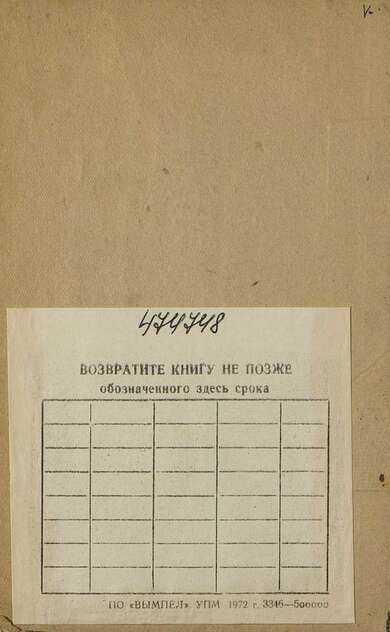 V-
474748
ВОЗВРАТИТЕ КНИГУ НЕ ПОЗЖЕ
обозначенного здесь срока
ПО «ВЫМПЕЛ» УПМ 1972 г. 3346—500000